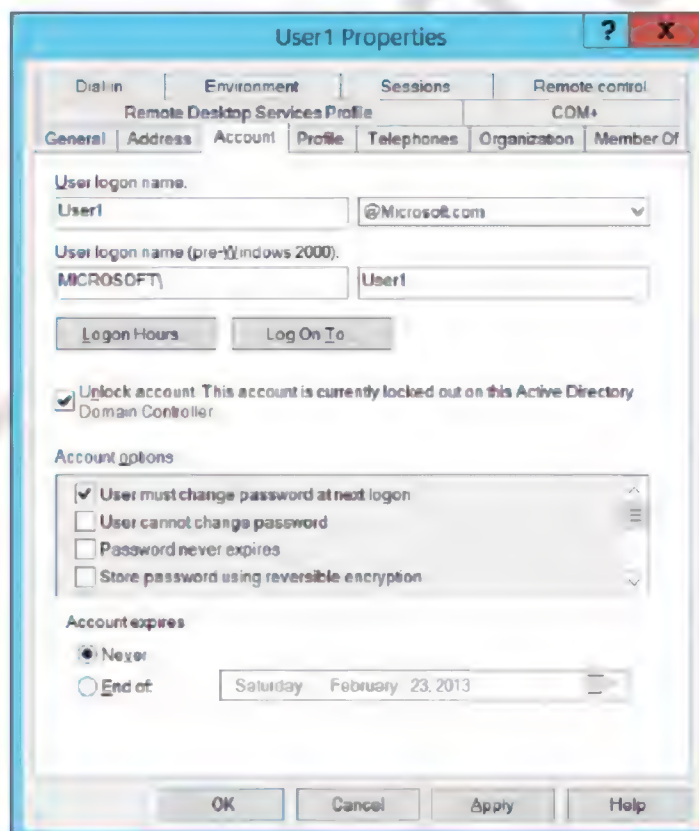 User1 Properties
? x
Dial-in Environment Sessions Remote control
Remote Desktop Services Profile COM+
General Address Account Profile Telephones Organization Member Of
User logon name.
User1 @Microsoft.com
User logon name (pre-Windows 2000).
MICROSOFT\ User1
Logon Hours Log On To
Unlock account This account is currently locked out on this Active Directory
Domain Controller
Account options
User must change password at next logon
User cannot change password
Password never expires
Store password using reversible encryption
Account expires
Never
End of: Saturday February 23, 2013
OK Cancel Apply Help